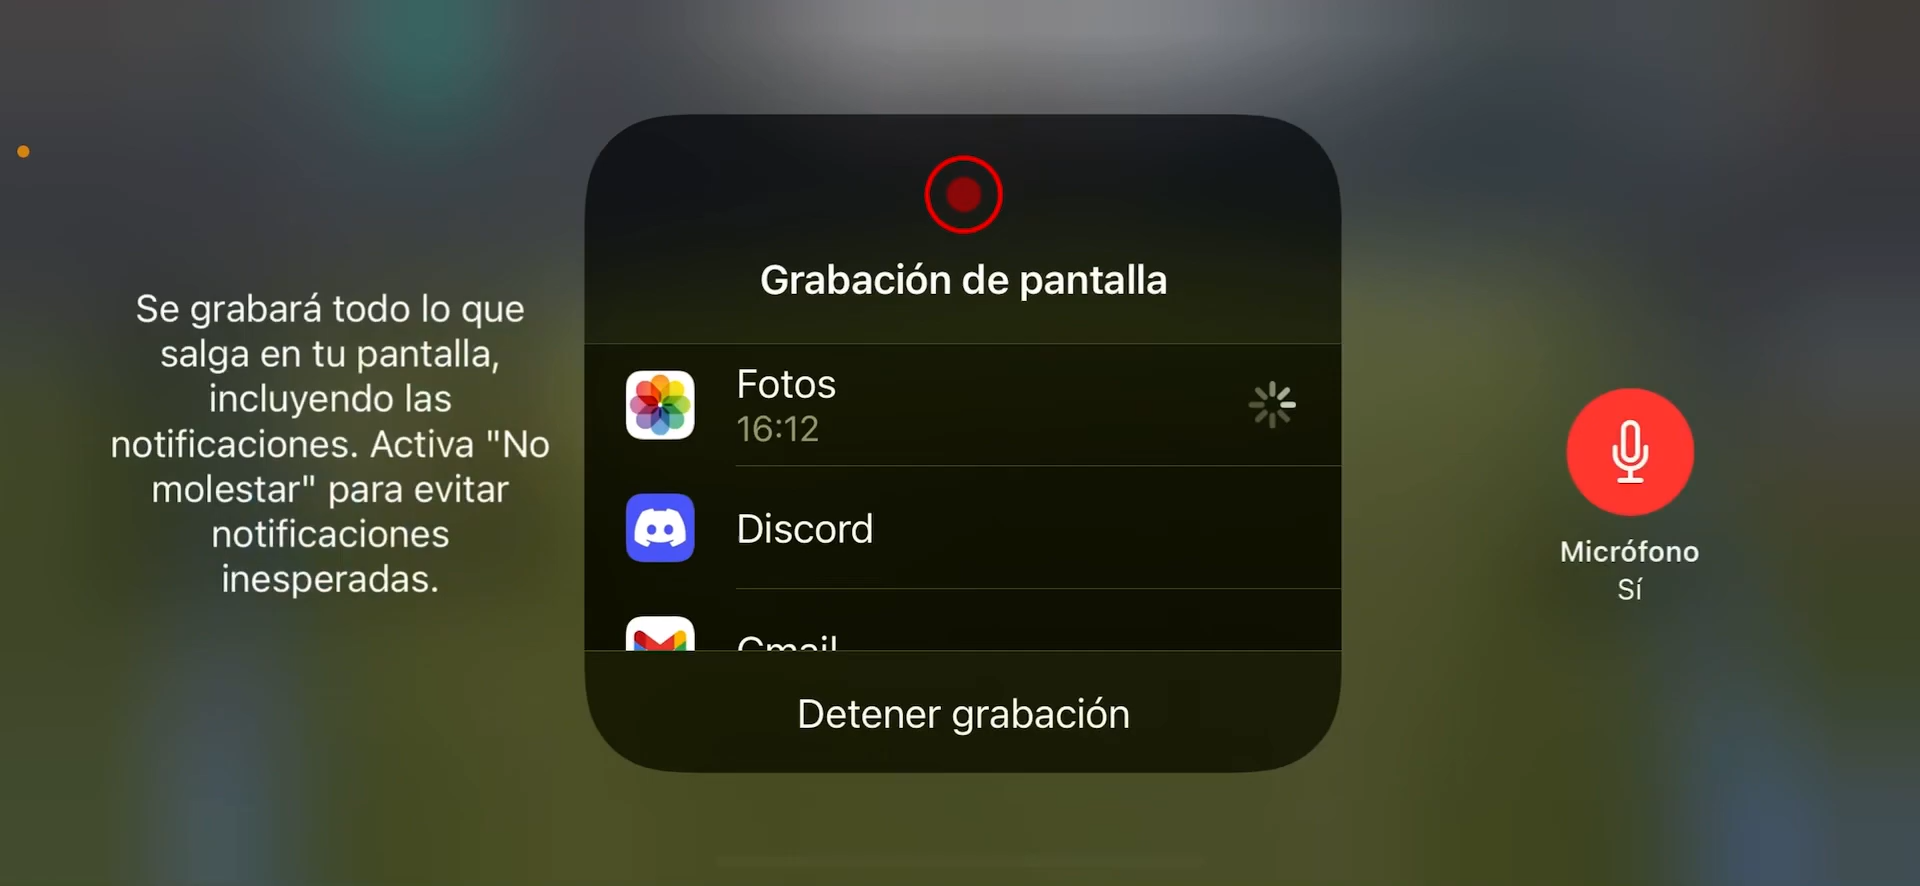 Se grabará todo lo que
salga en tu pantalla,
incluyendo las
notificaciones. Activa "No
molestar" para evitar
notificaciones
inesperadas.
Grabación de pantalla
Fotos
16:12
Discord
Gmail
Detener grabación
Micrófono
Sí